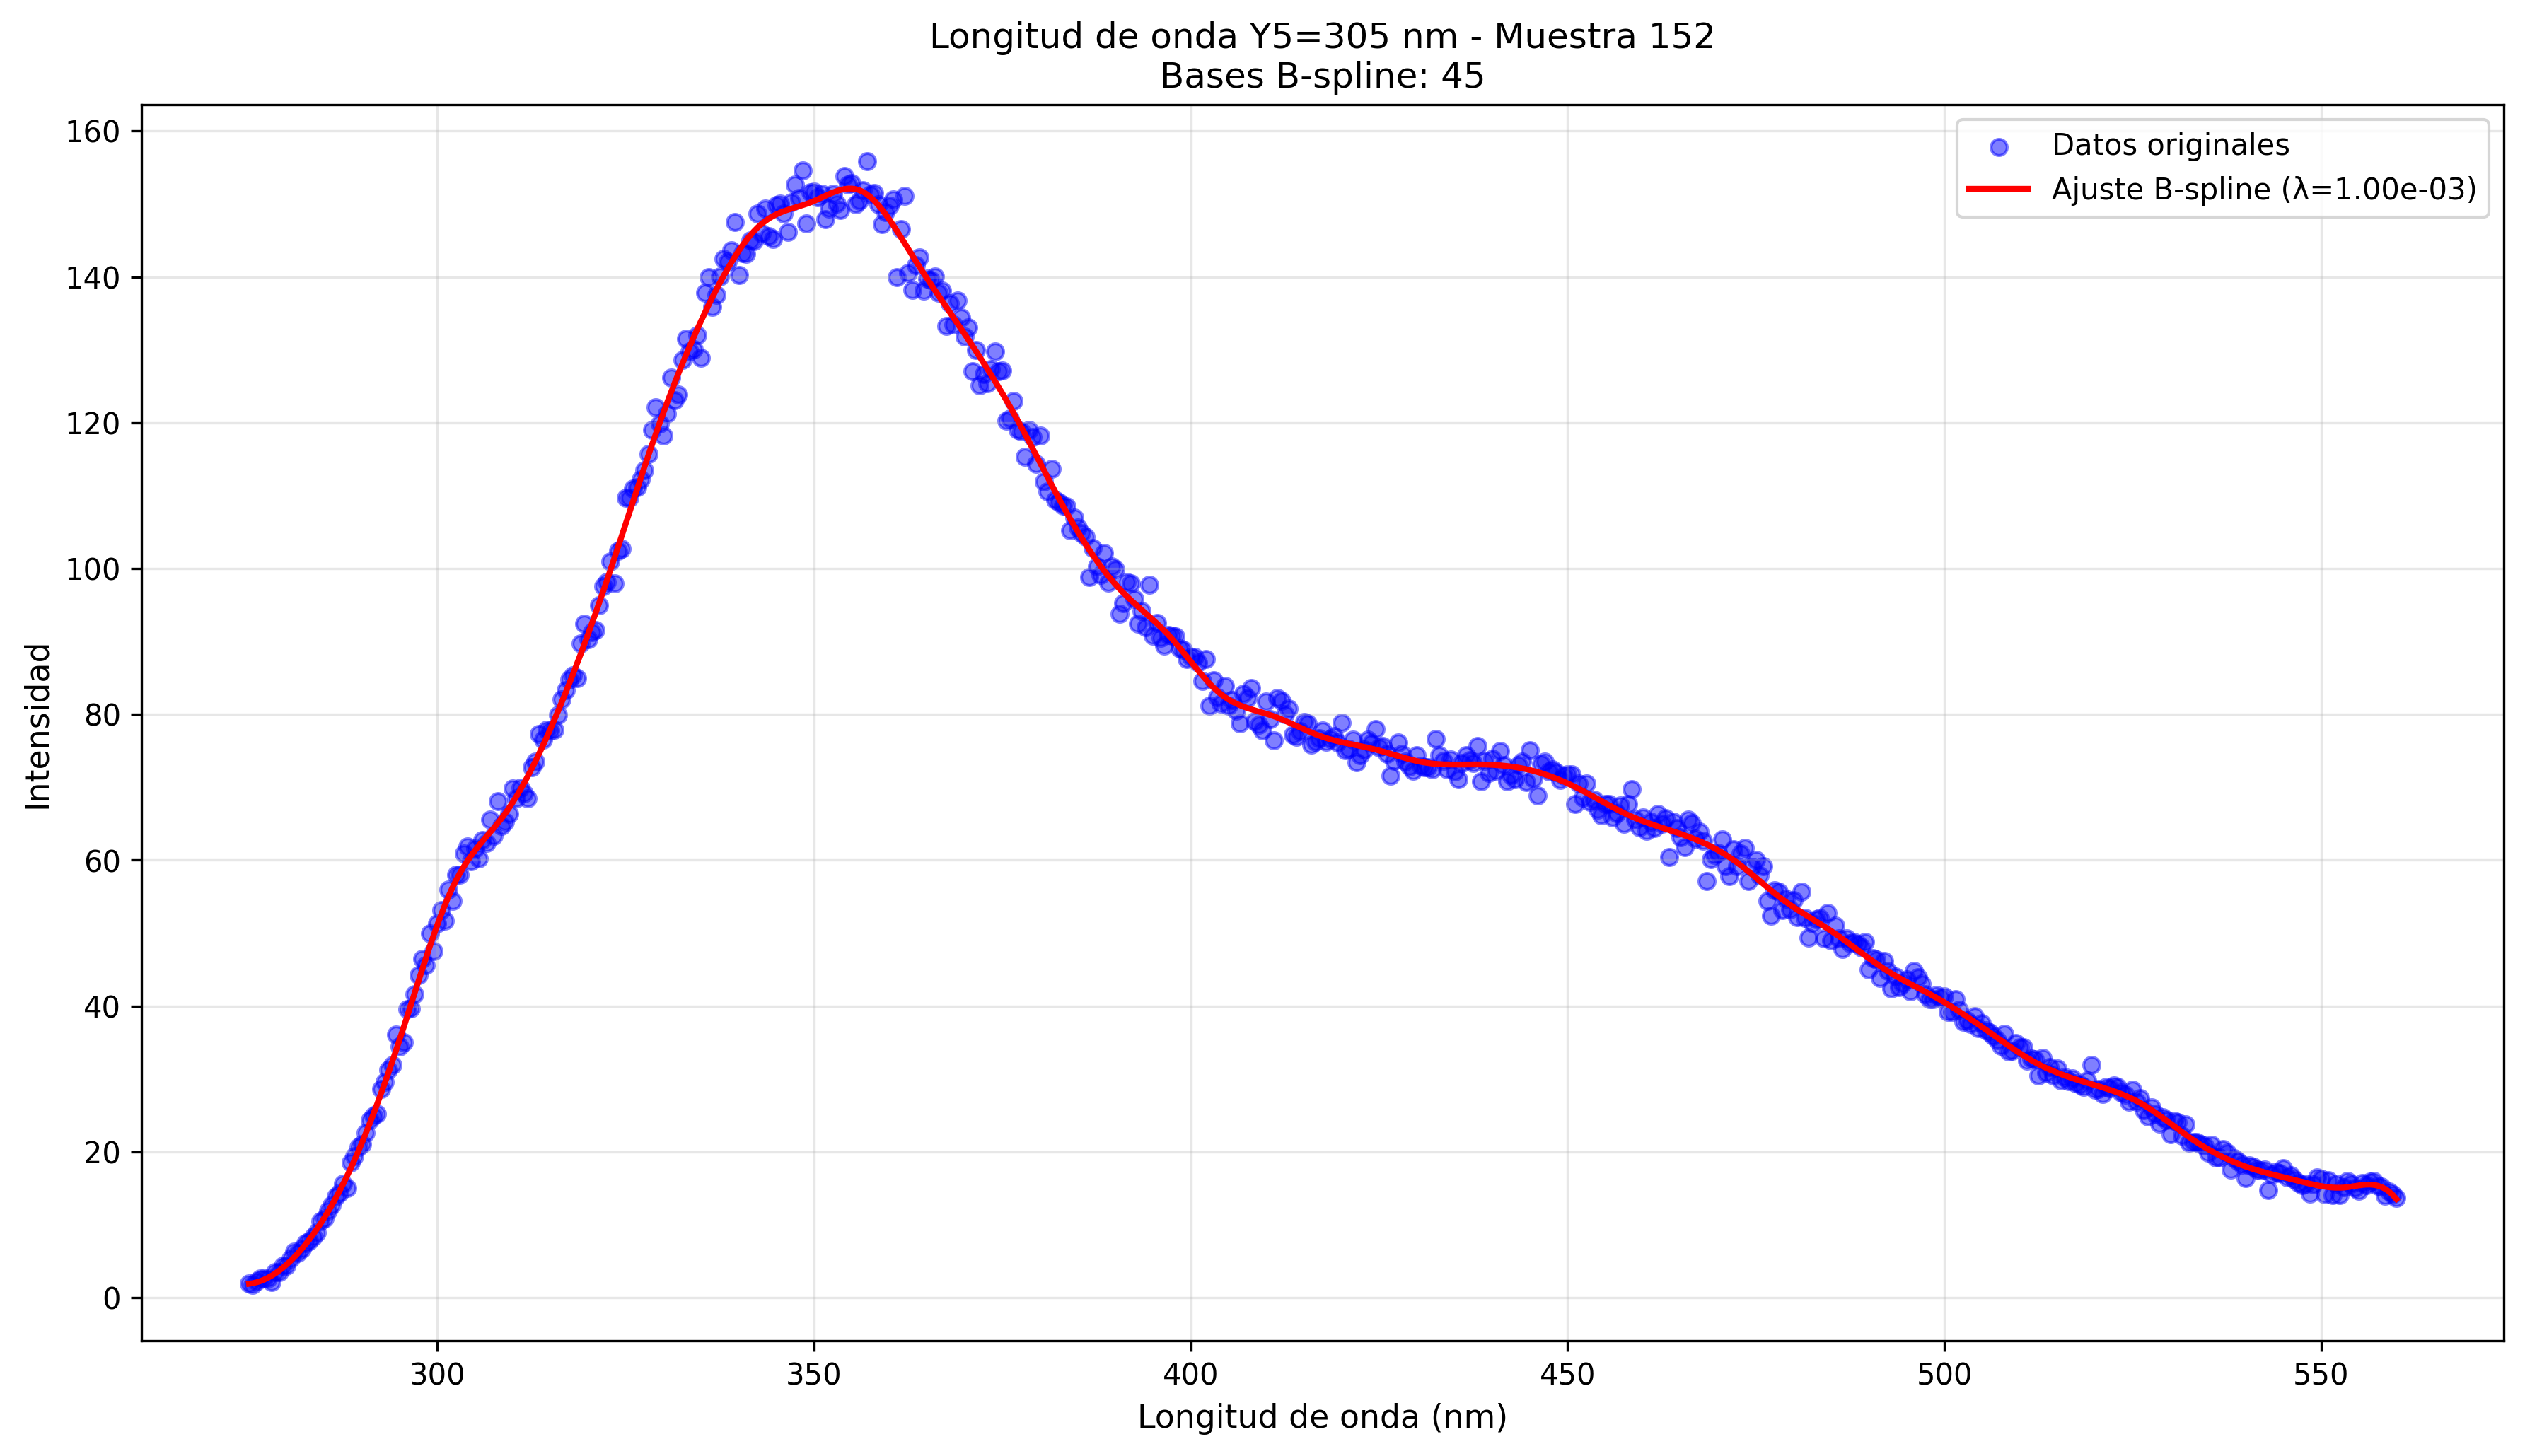 Longitud de onda Y5=305 nm - Muestra 152
Bases B-spline: 45
Datos originales
Ajuste B-spline (λ=1.00e-03)
Intensidad
160
140
120
100
80
60
40
20
0
300 350 400 450 500 550
Longitud de onda (nm)